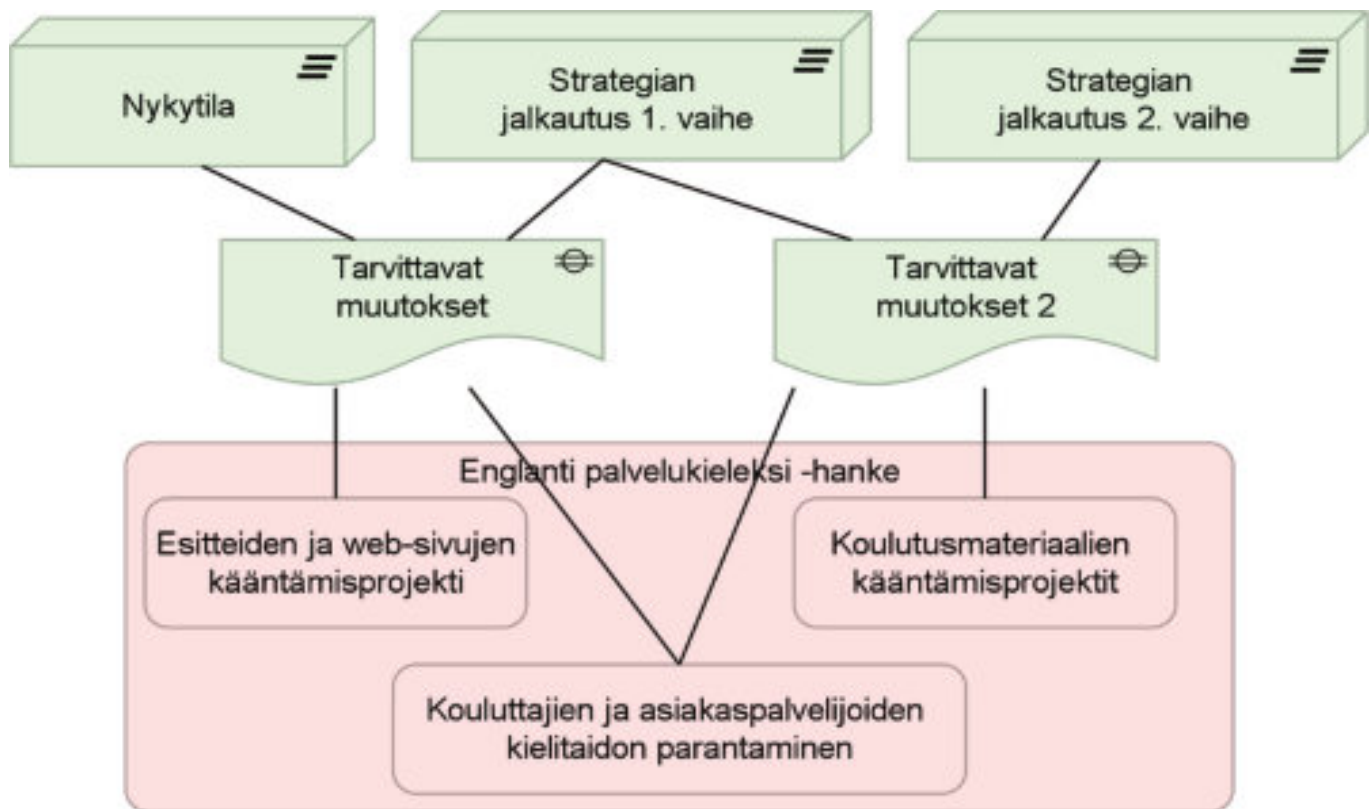 Nykytila
Strategian
jalkautus 1. vaihe
Strategian
jalkautus 2. vaihe
Tarvittavat
muutokset
Tarvittavat
muutokset 2
Englanti palvelukieleksi -hanke
Esitteiden ja web-sivujen
kääntämisprojekti
Koulutusmateriaalien
kääntämisprojektit
Kouluttajien ja asiakaspalvelijoiden
kielitaidon parantaminen